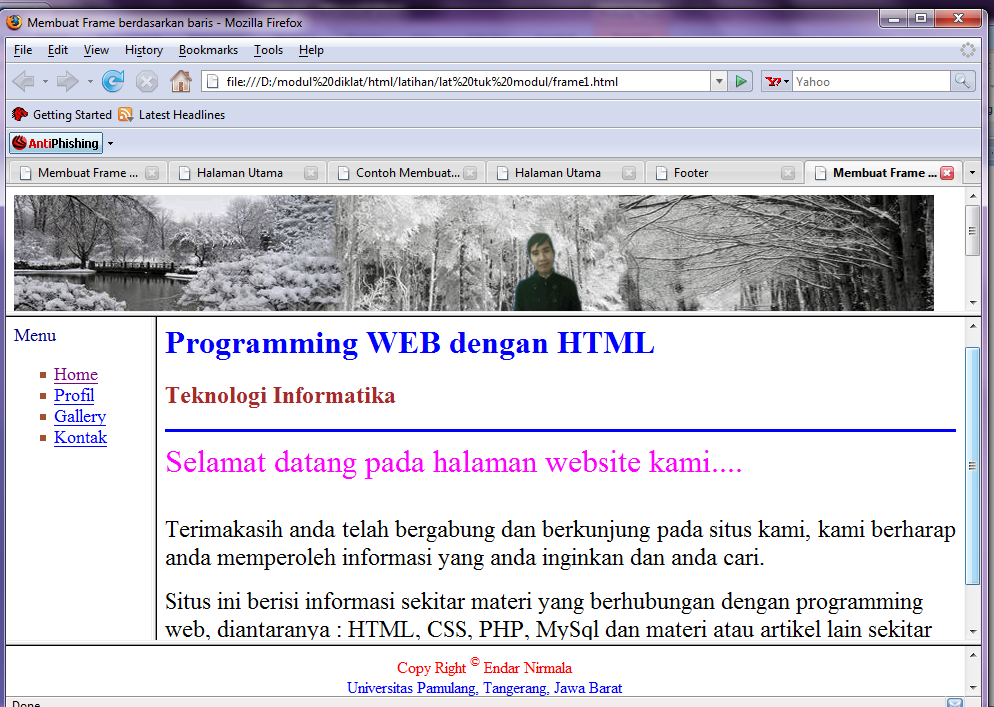 Membuat Frame berdasarkan baris - Mozilla Firefox
File Edit View History Bookmarks Tools Help
file:///D:/modul%20diklat/html/latihan/lat%20tuk%20modul/frame1.html Yahoo
Getting Started Latest Headlines
AntiPhishing
Membuat Frame ... Halaman Utama Contoh Membuat... Halaman Utama Footer Membuat Frame ...
Menu
Home
Profil
Gallery
Kontak
Programming WEB dengan HTML
Teknologi Informatika
Selamat datang pada halaman website kami....
Terimakasih anda telah bergabung dan berkunjung pada situs kami, kami berharap
anda memperoleh informasi yang anda inginkan dan anda cari.
Situs ini berisi informasi sekitar materi yang berhubungan dengan programming
web, diantaranya : HTML, CSS, PHP, MySql dan materi atau artikel lain sekitar
Copy Right © Endar Nirmala
Universitas Pamulang, Tangerang, Jawa Barat
Done